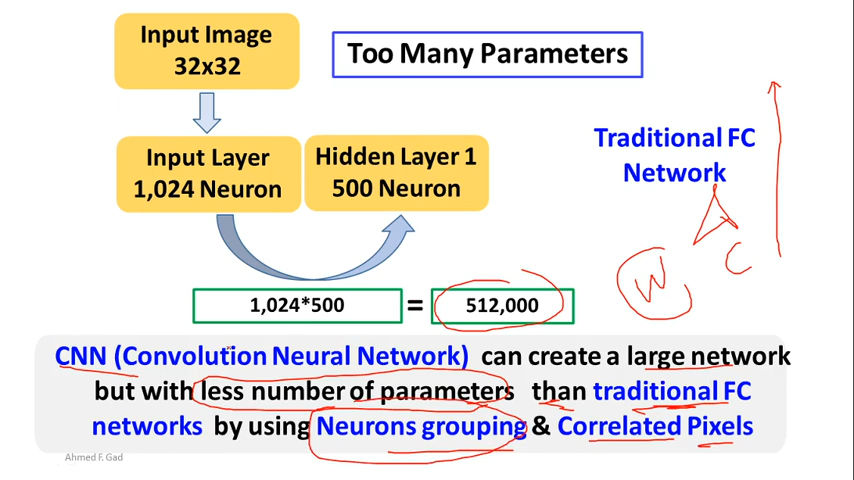 Input Image
32x32
Too Many Parameters
Input Layer
1,024 Neuron
Hidden Layer 1
500 Neuron
Traditional FC
Network
W
C
1,024*500
=
512,000
CNN (Convolution Neural Network) can create a large network
but with less number of parameters than traditional FC
networks by using Neurons grouping & Correlated Pixels
Ahmed F. Gad